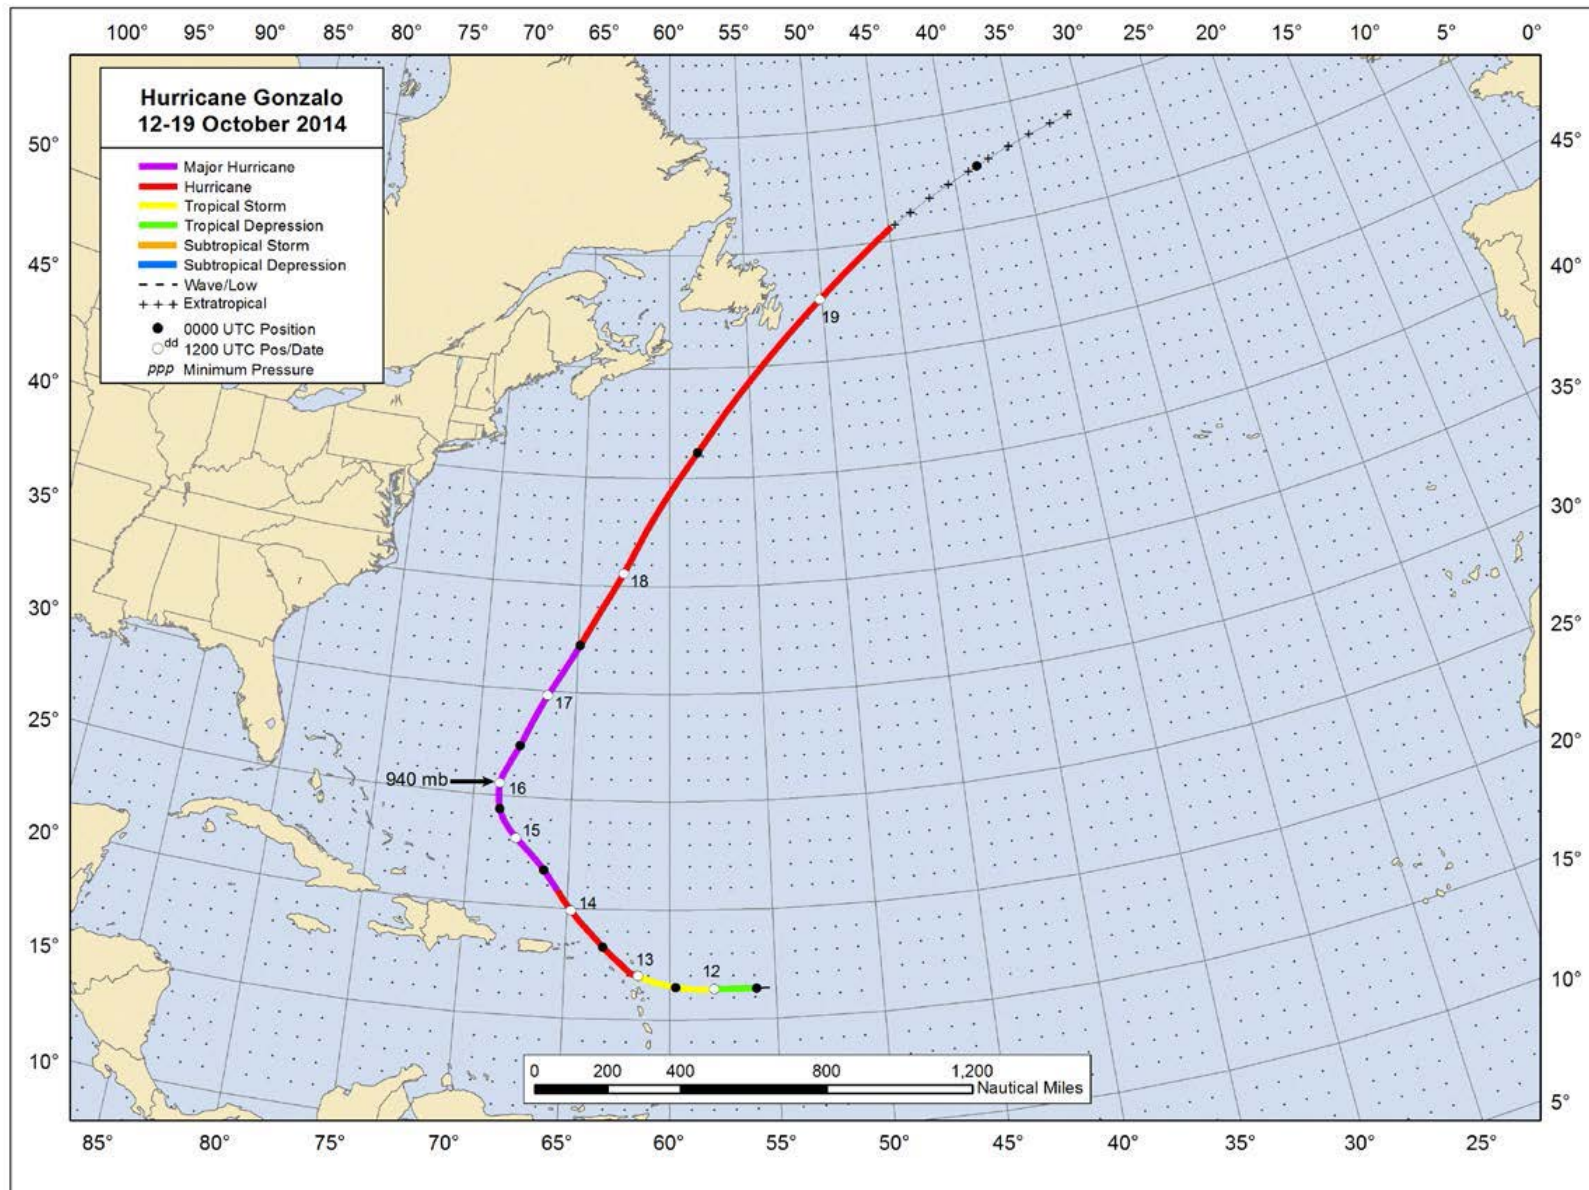 100° 95° 90° 85° 80° 75° 70° 65° 60° 55° 50° 45° 40° 35° 30° 25° 20° 15° 10° 5° 0°
Hurricane Gonzalo
12-19 October 2014
Major Hurricane
Hurricane
Tropical Storm
Tropical Depression
Subtropical Storm
Subtropical Depression
Wave/Low
+++ Extratropical
0000 UTC Position
dd 1200 UTC Pos/Date
ppp Minimum Pressure
50°
45°
40°
35°
30°
25°
20°
15°
10°
45°
40°
35°
30°
25°
20°
15°
10°
5°
19
18
17
940 mb
16
15
14
13
12
0 200 400 800 1,200
Nautical Miles
85° 80° 75° 70° 65° 60° 55° 50° 45° 40° 35° 30° 25°